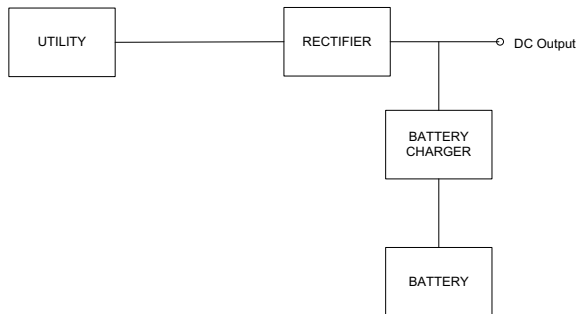 UTILITY
RECTIFIER
DC Output
BATTERY
CHARGER
BATTERY